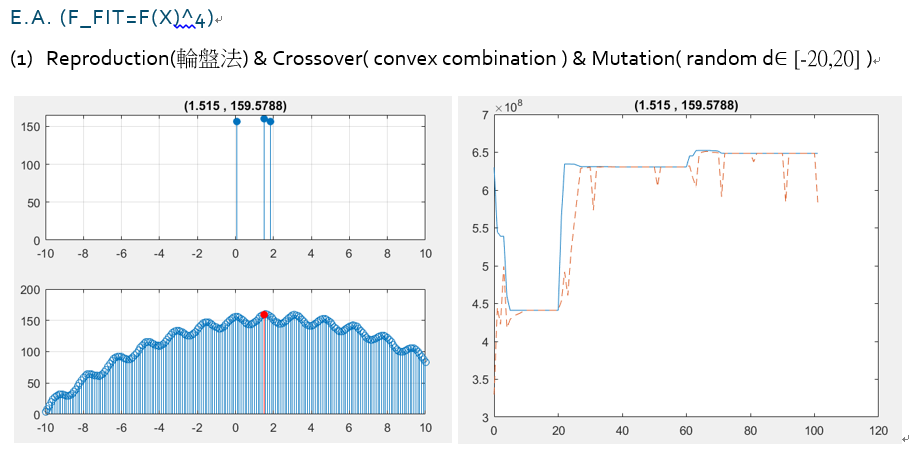 E.A. (F_FIT=F(X)^4)
(1) Reproduction(輪盤法) & Crossover( convex combination ) & Mutation( random d∈ [-20,20] )
(1.515 , 159.5788)
150
100
50
0
-10 -8 -6 -4 -2 0 2 4 6 8 10
200
150
100
50
0
-10 -8 -6 -4 -2 0 2 4 6 8 10
(1.515 , 159.5788)
×10^8
7
6.5
6
5.5
5
4.5
4
3.5
3
0 20 40 60 80 100 120